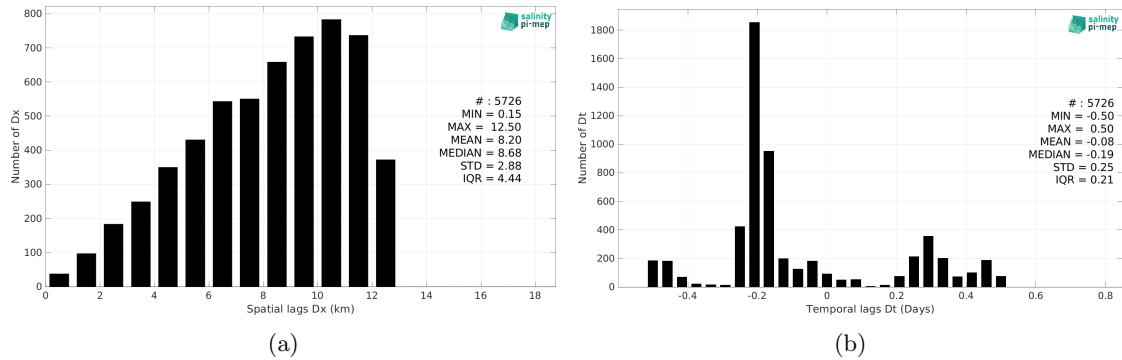 800
700
600
500
400
300
200
100
0
Number of Dx
0 2 4 6 8 10 12 14 16 18
Spatial lags Dx (km)
salinity
pi-mep
# : 5726
MIN = 0.15
MAX = 12.50
MEAN = 8.20
MEDIAN = 8.68
STD = 2.88
IQR = 4.44
(a)
1800
1600
1400
1200
1000
800
600
400
200
0
Number of Dt
-0.4 -0.2 0 0.2 0.4 0.6 0.8
Temporal lags Dt (Days)
salinity
pi-mep
# : 5726
MIN = -0.50
MAX = 0.50
MEAN = -0.08
MEDIAN = -0.19
STD = 0.25
IQR = 0.21
(b)